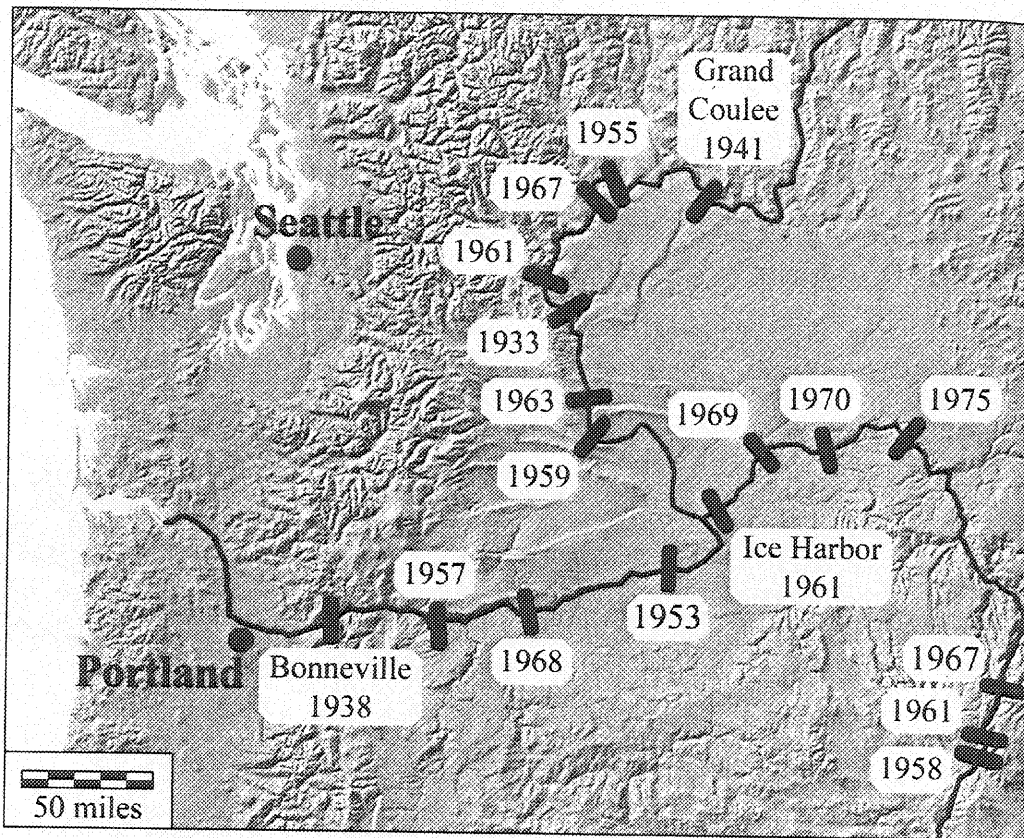 Grand
Coulee
1941
1955
1967
Seattle
1961
1933
1963
1969
1970
1975
1959
Ice Harbor
1961
1957
1953
1968
Portland
Bonneville
1938
1967
1961
1958
50 miles